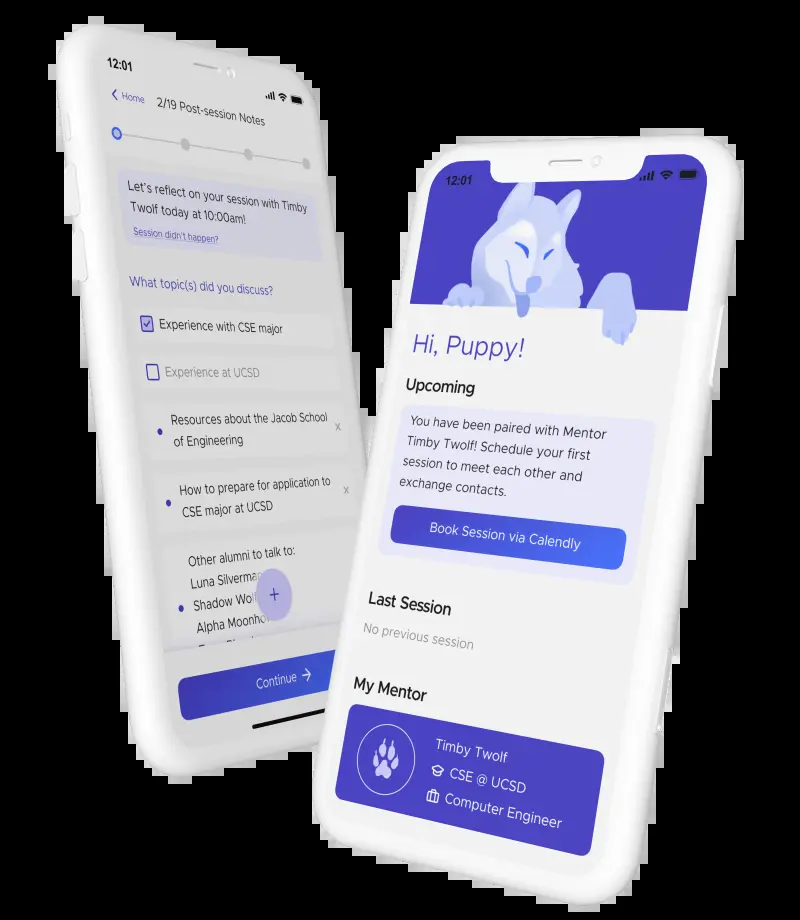 12:01
Home
2/19 Post-session Notes
Let's reflect on your session with Timby
Twolf today at 10:00am!
Session didn't happen?
What topic(s) did you discuss?
Experience with CSE major
Experience at UCSD
Resources about the Jacob School
of Engineering
x
How to prepare for application to
CSE major at UCSD
x
Other alumni to talk to:
Luna Silverman
Shadow
Alpha
+
Continue →
12:01
Hi, Puppy!
Upcoming
You have been paired with Mentor
Timby Twolf! Schedule your first
session to meet each other and
exchange contacts.
Book Session via Calendly
Last Session
No previous session
My Mentor
Timby Twolf
CSE @ UCSD
Computer Engineer